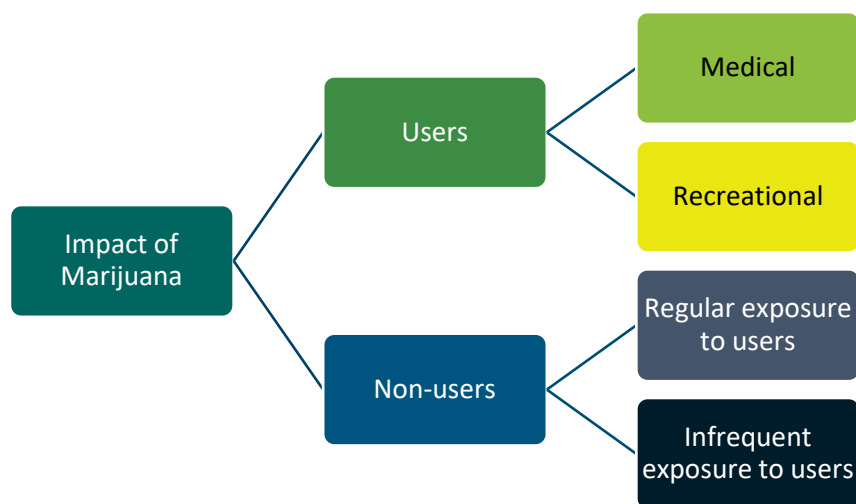 Impact of
Marijuana
Users
Medical
Recreational
Non-users
Regular exposure
to users
Infrequent
exposure to users